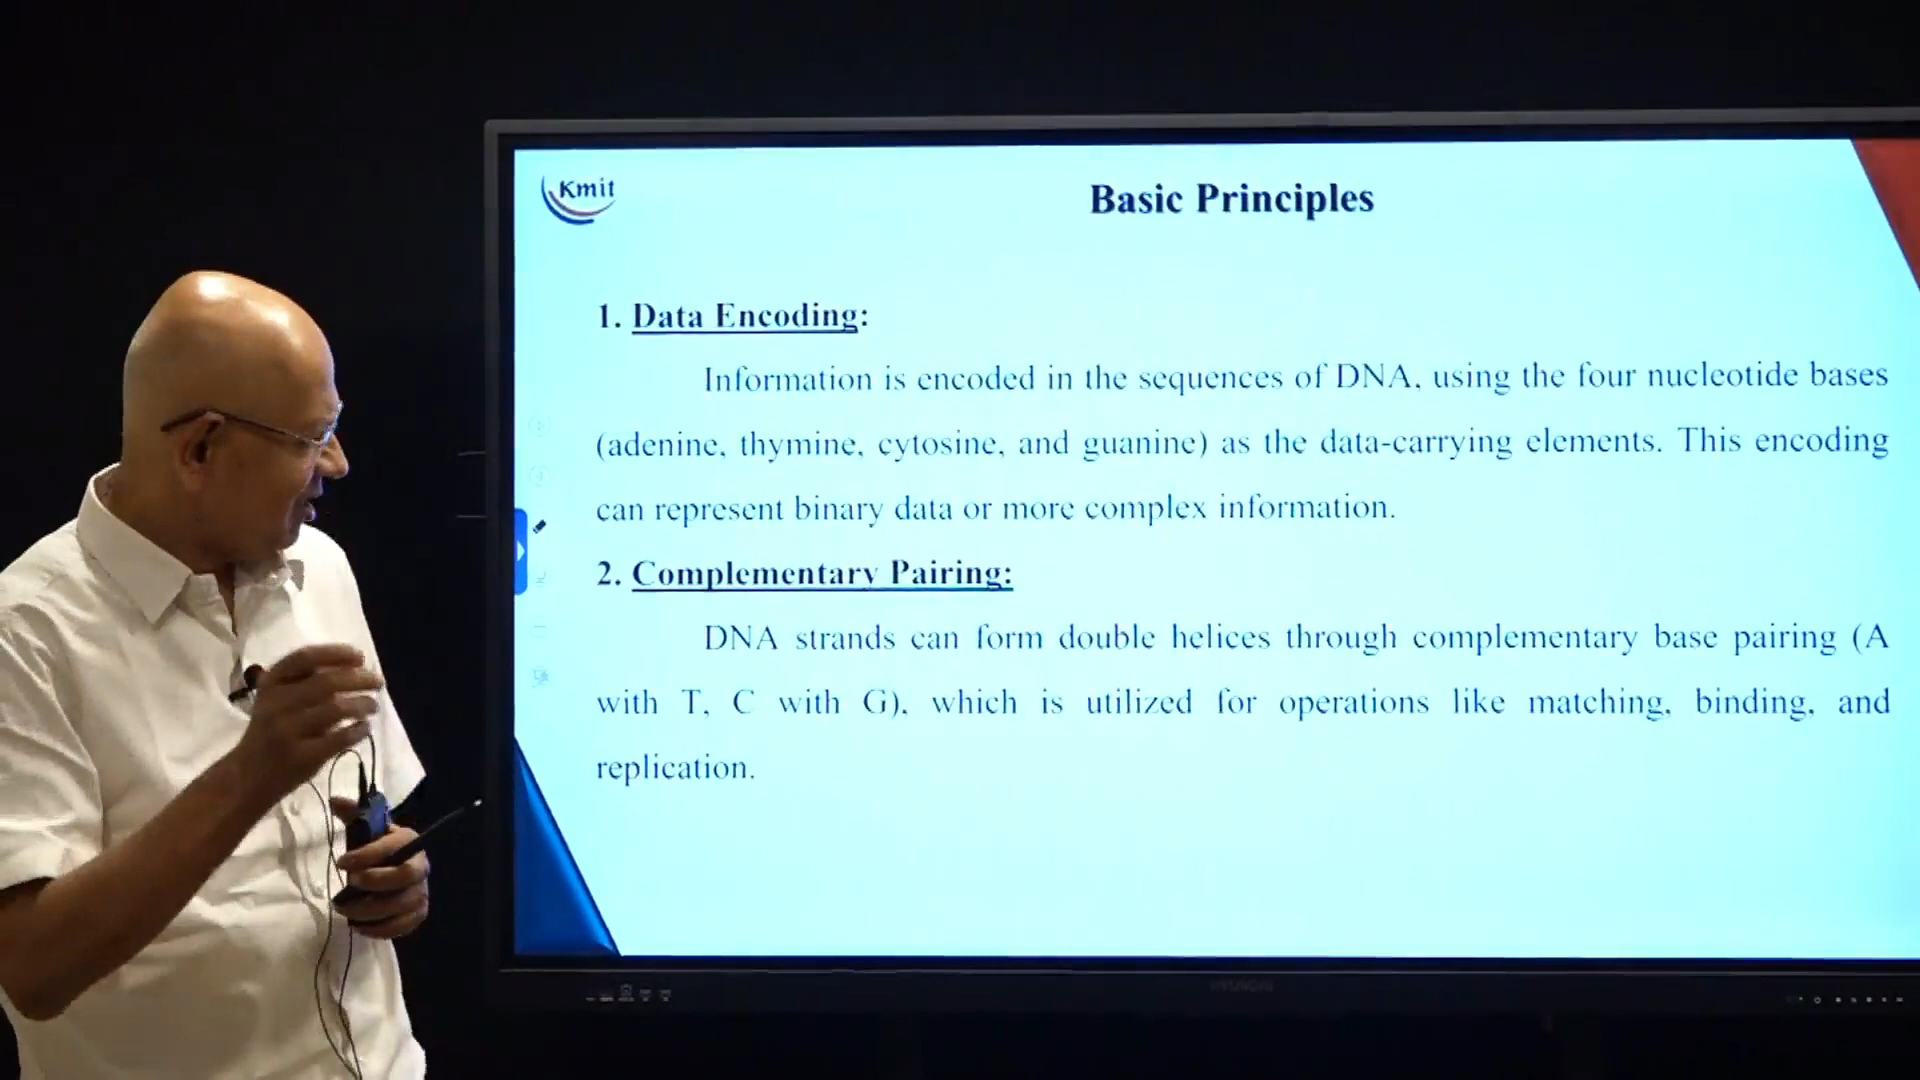 Kmit
Basic Principles
1. Data Encoding:
Information is encoded in the sequences of DNA, using the four nucleotide bases
(adenine, thymine, cytosine, and guanine) as the data-carrying elements. This encoding
can represent binary data or more complex information.
2. Complementary Pairing:
DNA strands can form double helices through complementary base pairing (A
with T, C with G), which is utilized for operations like matching, binding, and
replication.
HYUNDAI